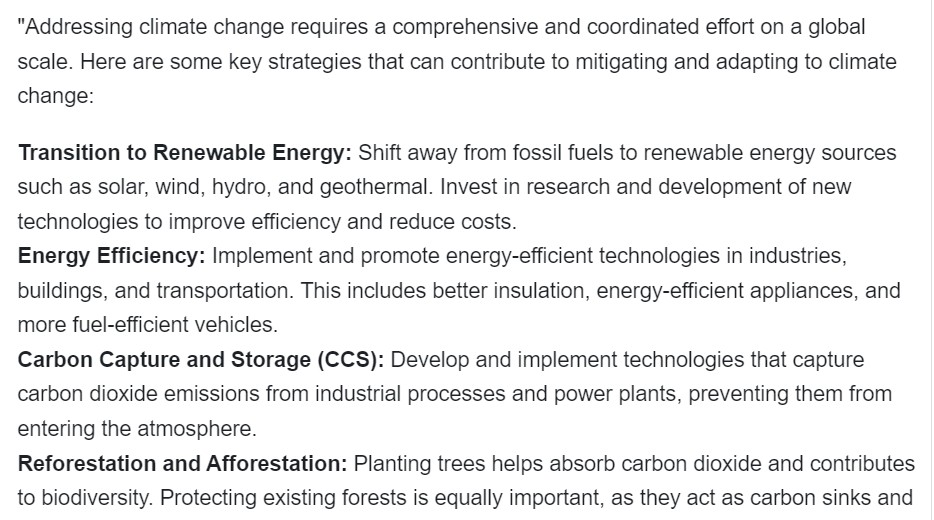 "Addressing climate change requires a comprehensive and coordinated effort on a global
scale. Here are some key strategies that can contribute to mitigating and adapting to climate
change:
Transition to Renewable Energy: Shift away from fossil fuels to renewable energy sources
such as solar, wind, hydro, and geothermal. Invest in research and development of new
technologies to improve efficiency and reduce costs.
Energy Efficiency: Implement and promote energy-efficient technologies in industries,
buildings, and transportation. This includes better insulation, energy-efficient appliances, and
more fuel-efficient vehicles.
Carbon Capture and Storage (CCS): Develop and implement technologies that capture
carbon dioxide emissions from industrial processes and power plants, preventing them from
entering the atmosphere.
Reforestation and Afforestation: Planting trees helps absorb carbon dioxide and contributes
to biodiversity. Protecting existing forests is equally important, as they act as carbon sinks and